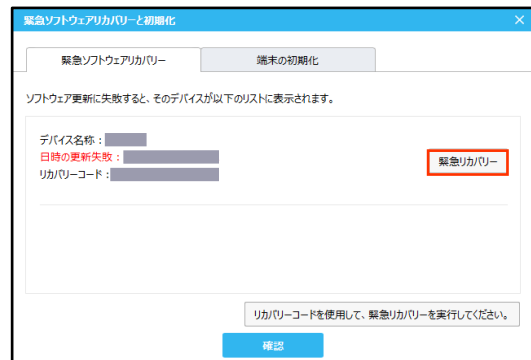 緊急ソフトウェアリカバリーと初期化
緊急ソフトウェアリカバリー
端末の初期化
ソフトウェア更新に失敗すると、そのデバイスが以下のリストに表示されます。
デバイス名称：
日時の更新失敗：
リカバリーコード：
緊急リカバリー
リカバリーコードを使用して、緊急リカバリーを実行してください。
確認